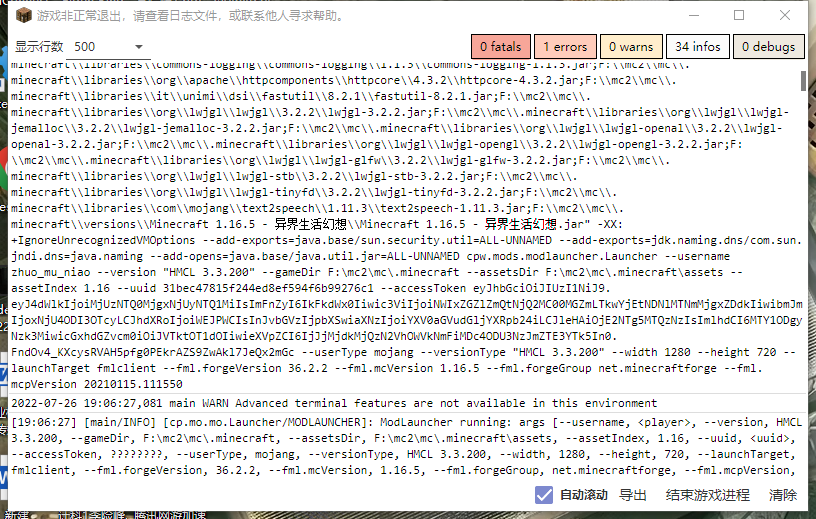 游戏非正常退出，请查看日志文件，或联系他人寻求帮助。
显示行数 500 0 fatals 1 errors 0 warns 34 infos 0 debugs
minecraft\\libraries\\commons-logging\\commons-logging\\1.1.3\\commons-logging-1.1.3.jar;F:\\mc2\\mc\\.
minecraft\\libraries\\org\\apache\\httpcomponents\\httpcore\\4.3.2\\httpcore-4.3.2.jar;F:\\mc2\\mc\\.
minecraft\\libraries\\it\\unimi\\dsi\\fastutil\\8.2.1\\fastutil-8.2.1.jar;F:\\mc2\\mc\\.
minecraft\\libraries\\org\\lwjgl\\lwjgl\\3.2.2\\lwjgl-3.2.2.jar;F:\\mc2\\mc\\.minecraft\\libraries\\org\\lwjgl\\lwjgl-
jemalloc\\3.2.2\\lwjgl-jemalloc-3.2.2.jar;F:\\mc2\\mc\\.minecraft\\libraries\\org\\lwjgl\\lwjgl-openal\\3.2.2\\lwjgl-
openal-3.2.2.jar;F:\\mc2\\mc\\.minecraft\\libraries\\org\\lwjgl\\lwjgl-opengl\\3.2.2\\lwjgl-opengl-3.2.2.jar;F:
\\mc2\\mc\\.minecraft\\libraries\\org\\lwjgl\\lwjgl-glfw\\3.2.2\\lwjgl-glfw-3.2.2.jar;F:\\mc2\\mc\\.
minecraft\\libraries\\org\\lwjgl\\lwjgl-stb\\3.2.2\\lwjgl-stb-3.2.2.jar;F:\\mc2\\mc\\.
minecraft\\libraries\\org\\lwjgl\\lwjgl-tinyfd\\3.2.2\\lwjgl-tinyfd-3.2.2.jar;F:\\mc2\\mc\\.
minecraft\\libraries\\com\\mojang\\text2speech\\1.11.3\\text2speech-1.11.3.jar;F:\\mc2\\mc\\.
minecraft\\versions\\Minecraft 1.16.5 - 异界生活幻想\\Minecraft 1.16.5 - 异界生活幻想.jar" -XX:
+IgnoreUnrecognizedVMOptions --add-exports=java.base/sun.security.util=ALL-UNNAMED --add-exports=jdk.naming.dns/com.sun.
jndi.dns=java.naming --add-opens=java.base/java.util.jar=ALL-UNNAMED cpw.mods.modlauncher.Launcher --username
zhuo_mu_niao --version "HMCL 3.3.200" --gameDir F:\mc2\mc\.minecraft --assetsDir F:\mc2\mc\.minecraft\assets --
assetIndex 1.16 --uuid 31bec47815f244ed8ef594f6b99276c1 --accessToken eyJhbGciOiJIUzI1NiJ9.
FndOv4_KXcysRVAH5pfg0PEkrAZS9ZwAkl7JeQx2mGc --userType mojang --versionType "HMCL 3.3.200" --width 1280 --height 720 --
launchTarget fmlclient --fml.forgeVersion 36.2.2 --fml.mcVersion 1.16.5 --fml.forgeGroup net.minecraftforge --fml.
mcpVersion 20210115.111550
2022-07-26 19:06:27,081 main WARN Advanced terminal features are not available in this environment
[19:06:27] [main/INFO] [cp.mo.mo.Launcher/MODLAUNCHER]: ModLauncher running: args [--username, <player>, --version, HMCL
3.3.200, --gameDir, F:\mc2\mc\.minecraft, --assetsDir, F:\mc2\mc\.minecraft\assets, --assetIndex, 1.16, --uuid, <uuid>,
--accessToken, ????????, --userType, mojang, --versionType, HMCL 3.3.200, --width, 1280, --height, 720, --launchTarget,
fmlclient, --fml.forgeVersion, 36.2.2, --fml.mcVersion, 1.16.5, --fml.forgeGroup, net.minecraftforge, --fml.mcpVersion,
自动滚动 导出 结束游戏进程 清除